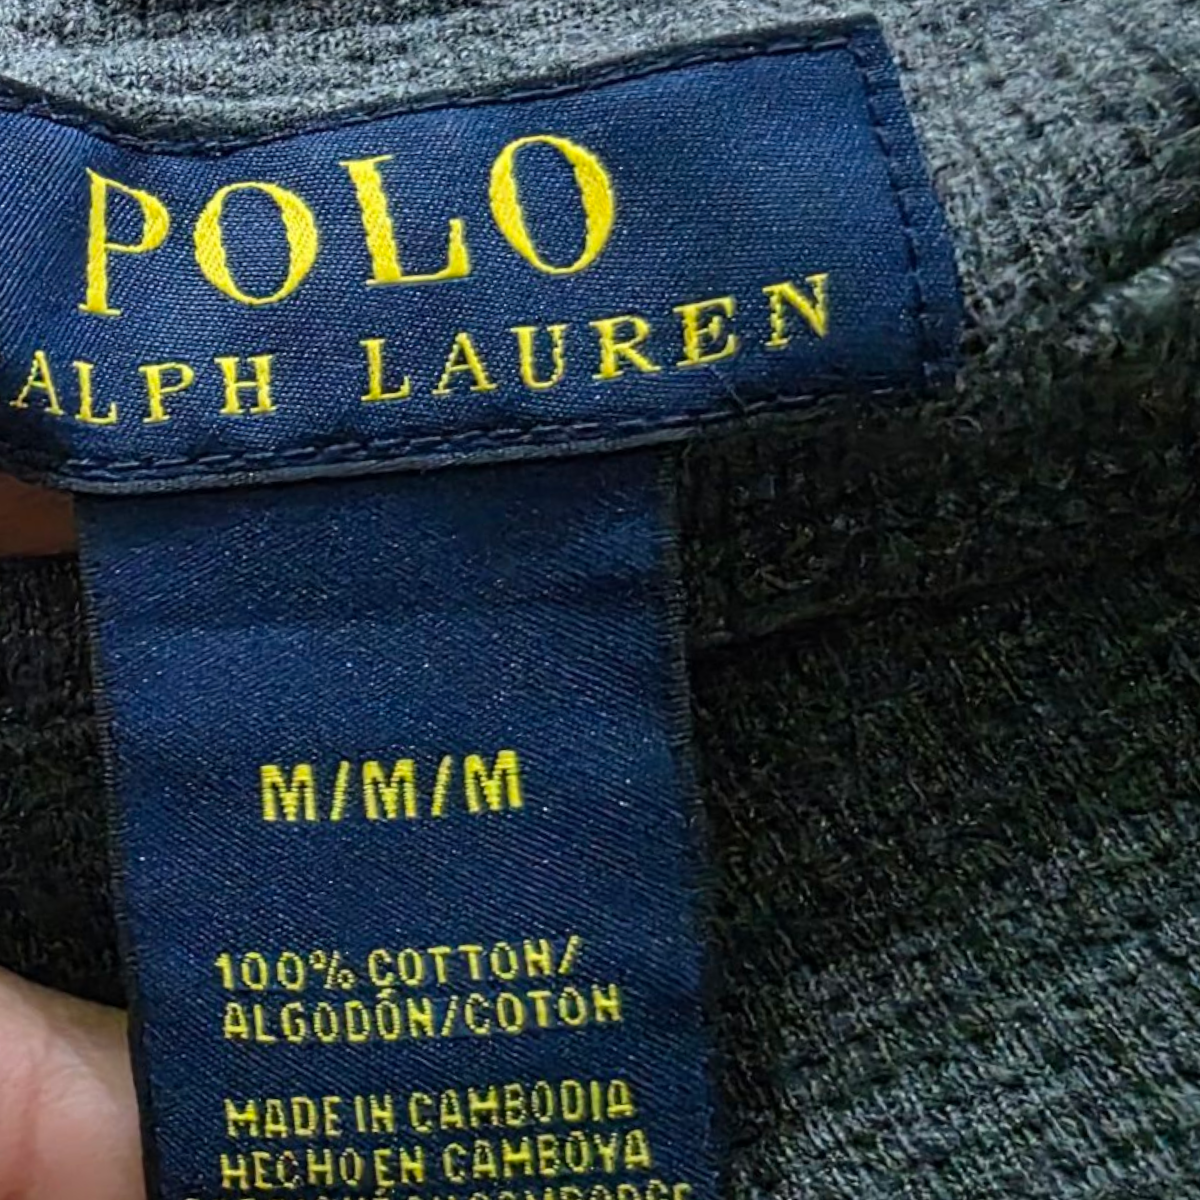 POLO
ALPH LAUREN
M/M/M
100% COTTON/
ALGODÓN/COTON
MADE IN CAMBODIA
HECHO EN CAMBOYA